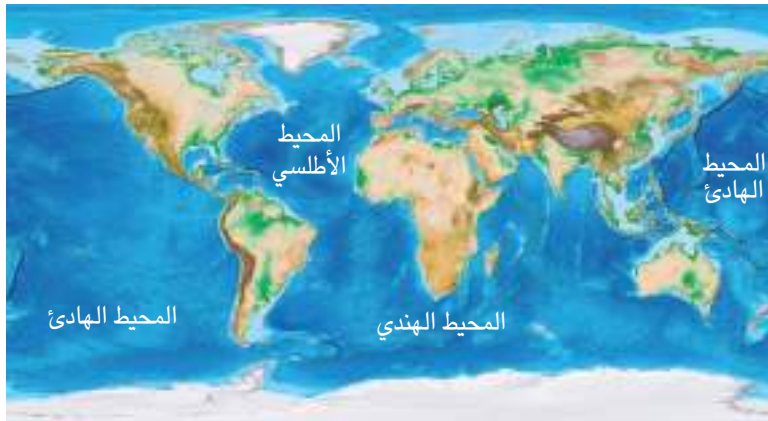 المحيط
الأطلسي
المحيط
الهادئ
المحيط الهندي
المحيط الهادئ